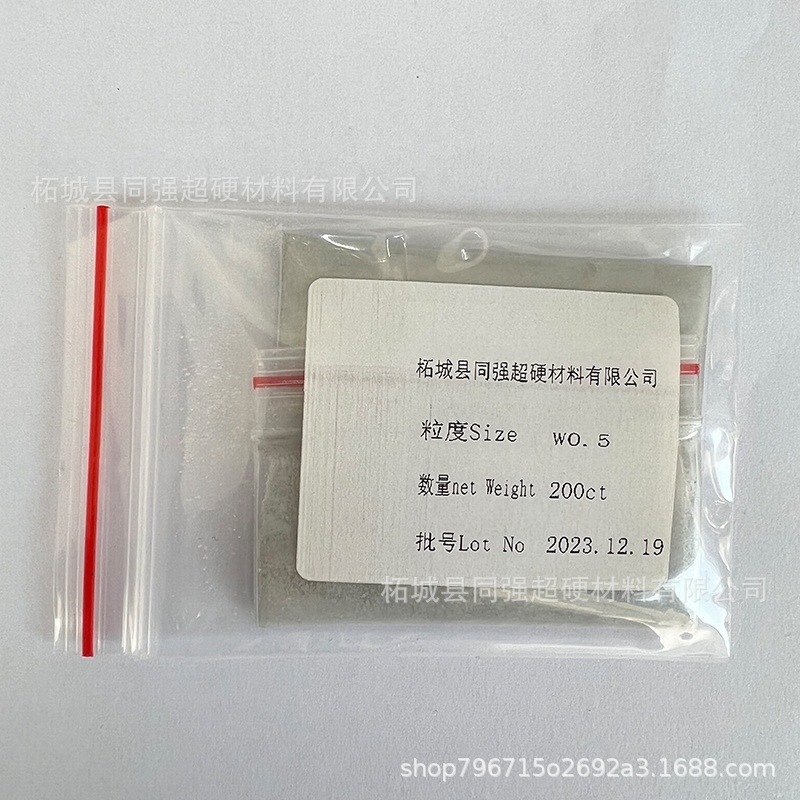 柘城县同强超硬材料有限公司
柘城县同强超硬材料有限公司
粒度Size W0.5
数量net Weight 200ct
批号Lot No 2023.12.19
柘城县同强超硬材料有限公司
shop796715o2692a3.1688.com